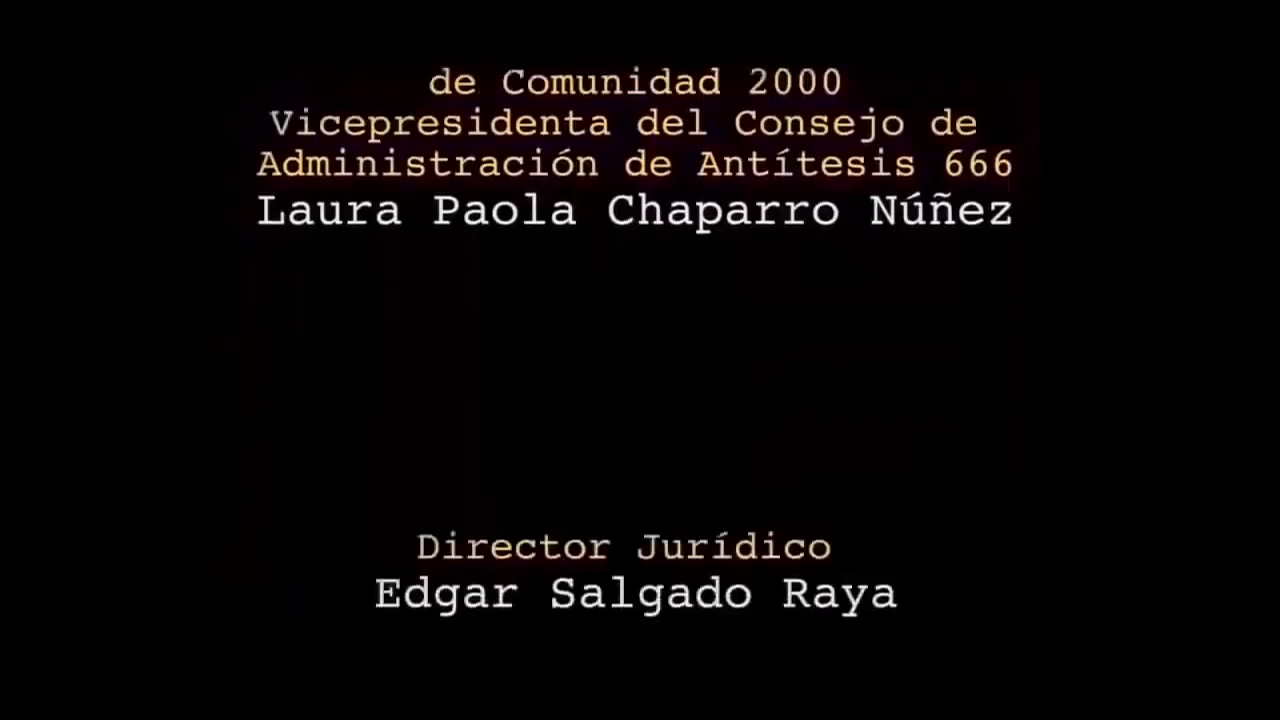 de Comunidad 2000
Vicepresidenta del Consejo de
Administración de Antítesis 666
Laura Paola Chaparro Núñez
Director Jurídico
Edgar Salgado Raya